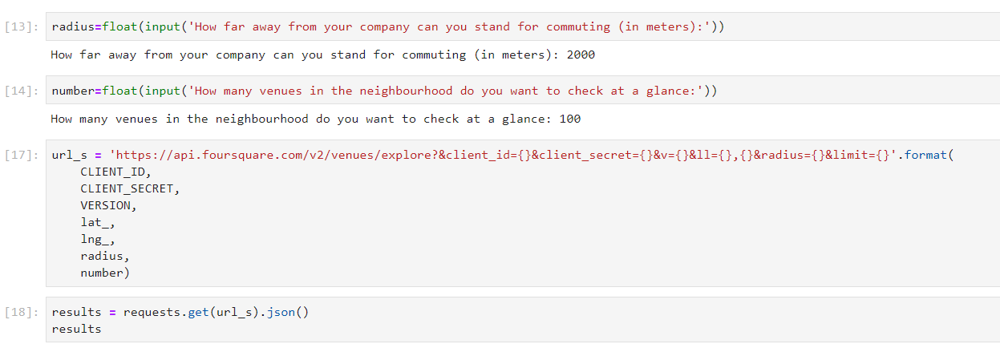 [13]: radius=float(input('How far away from your company can you stand for commuting (in meters):'))
How far away from your company can you stand for commuting (in meters): 2000
[14]: number=float(input('How many venues in the neighbourhood do you want to check at a glance:'))
How many venues in the neighbourhood do you want to check at a glance: 100
[17]: url_s = 'https://api.foursquare.com/v2/venues/explore?&client_id={}&client_secret={}&v={}&ll={},{}&radius={}&limit={}'.format(
CLIENT_ID,
CLIENT_SECRET,
VERSION,
lat_,
lng_,
radius,
number)
[18]: results = requests.get(url_s).json()
results